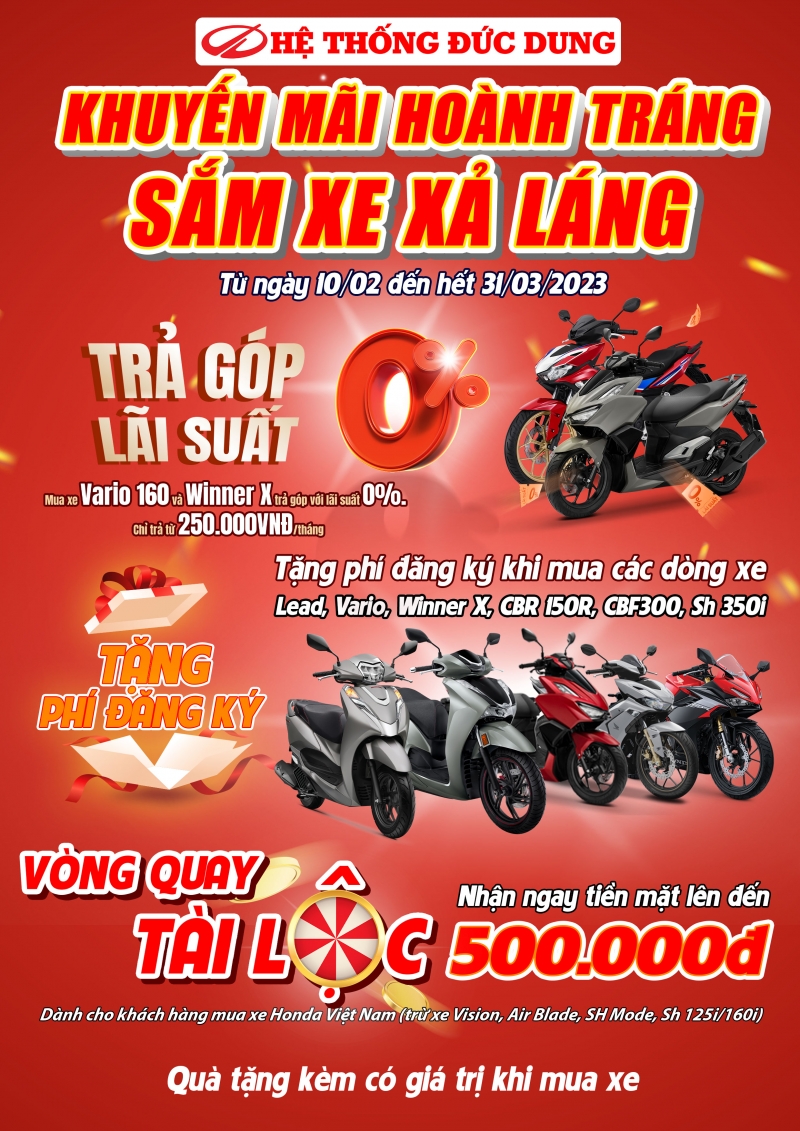 HỆ THỐNG ĐỨC DUNG
KHUYẾN MÃI HOÀNH TRÁNG
SẮM XE XẢ LÁNG
Từ ngày 10/02 đến hết 31/03/2023
TRẢ GÓP
LÃI SUẤT
0%
Mua xe Vario 160 và Winner X trả góp với lãi suất 0%.
Chỉ trả từ 250.000VNĐ/tháng
Tặng phí đăng ký khi mua các dòng xe
Lead, Vario, Winner X, CBR 150R, CBF300, Sh 350i
TẶNG
PHÍ ĐĂNG KÝ
VÒNG QUAY
TÀI LỘC
Nhận ngay tiền mặt lên đến
500.000đ
Dành cho khách hàng mua xe Honda Việt Nam (trừ xe Vision, Air Blade, SH Mode, Sh 125i/160i)
Quà tặng kèm có giá trị khi mua xe